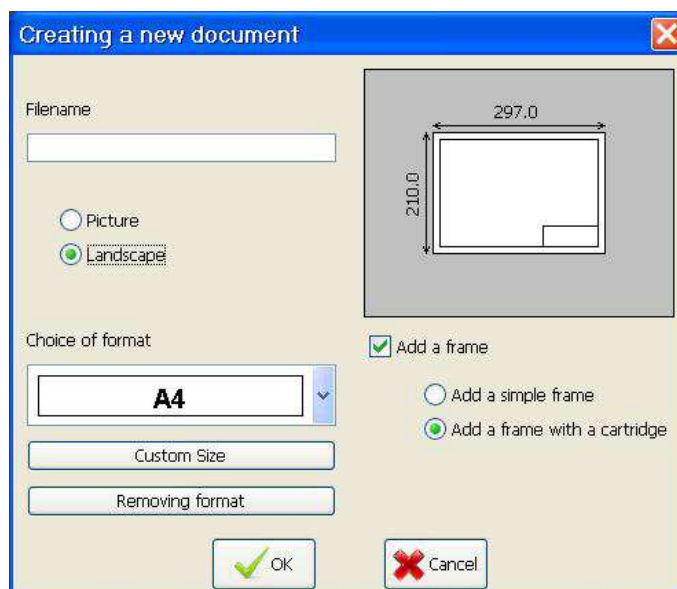 Creating a new document
Filename
297.0
210.0
Picture
Landscape
Choice of format
A4
Custom Size
Removing format
Add a frame
Add a simple frame
Add a frame with a cartridge
OK
Cancel